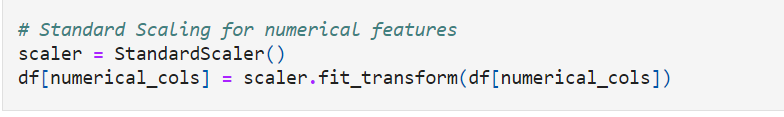 # Standard Scaling for numerical features
scaler = StandardScaler()
df[numerical_cols] = scaler.fit_transform(df[numerical_cols])